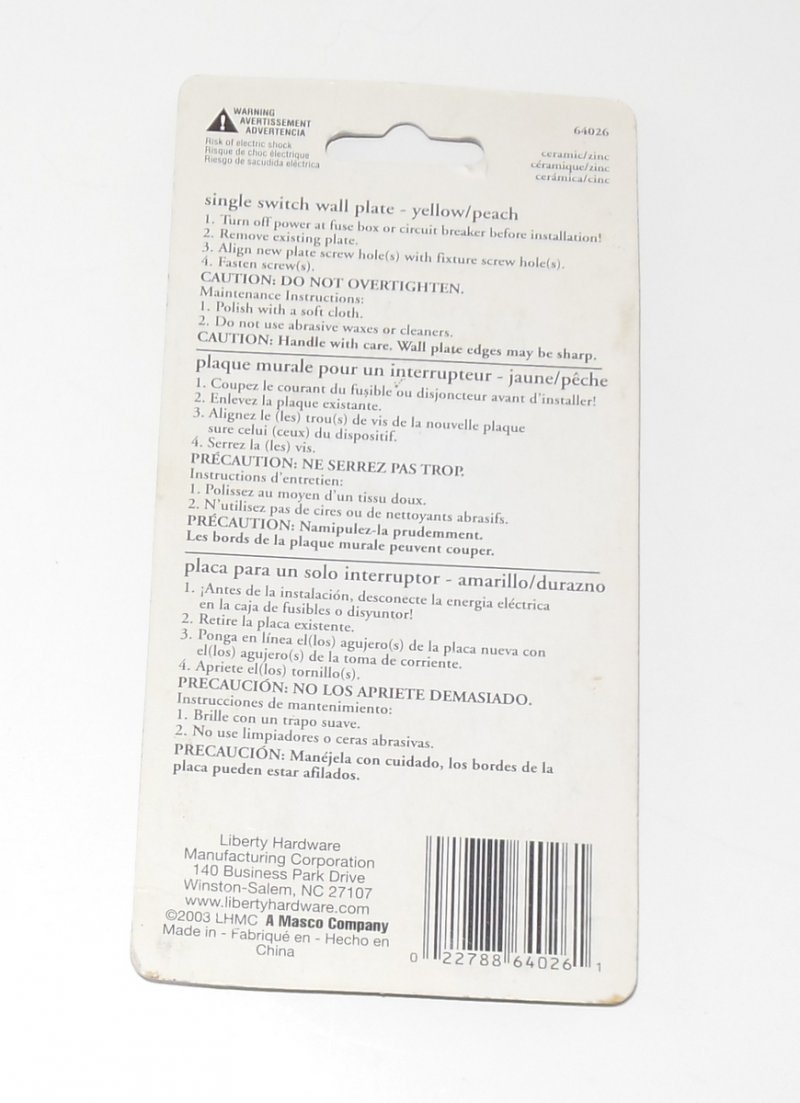 WARNING
AVERTISSEMENT
ADVERTENCIA
Risk of electric shock
Risque de choc électrique
Riesgo de sacudida eléctrica
64026
ceramic/zinc
céramique/zinc
cerámica/cinc
single switch wall plate - yellow/peach
1. Turn off power at fuse box or circuit breaker before installation!
2. Remove existing plate.
3. Align new plate screw hole(s) with fixture screw hole(s).
4. Fasten screw(s).
CAUTION: DO NOT OVERTIGHTEN.
Maintenance Instructions:
1. Polish with a soft cloth.
2. Do not use abrasive waxes or cleaners.
CAUTION: Handle with care. Wall plate edges may be sharp.
plaque murale pour un interrupteur - jaune/pêche
1. Coupez le courant du fusible ou disjoncteur avant d'installer!
2. Enlevez la plaque existante.
3. Alignez le (les) trou(s) de vis de la nouvelle plaque
sure celui (ceux) du dispositif.
4. Serrez la (les) vis.
PRÉCAUTION: NE SERREZ PAS TROP.
Instructions d'entretien:
1. Polissez au moyen d'un tissu doux.
2. N'utilisez pas de cires ou de nettoyants abrasifs.
PRÉCAUTION: Namipulez-la prudemment.
Les bords de la plaque murale peuvent couper.
placa para un solo interruptor - amarillo/durazno
1. ¡Antes de la instalación, desconecte la energia eléctrica
en la caja de fusibles o disyuntor!
2. Retire la placa existente.
3. Ponga en línea el(los) agujero(s) de la placa nueva con
el(los) agujero(s) de la toma de corriente.
4. Apriete el(los) tornillo(s).
PRECAUCIÓN: NO LOS APRIETE DEMASIADO.
Instrucciones de mantenimiento:
1. Brille con un trapo suave.
2. No use limpiadores o ceras abrasivas.
PRECAUCIÓN: Manéjela con cuidado, los bordes de la
placa pueden estar afilados.
Liberty Hardware
Manufacturing Corporation
140 Business Park Drive
Winston-Salem, NC 27107
www.libertyhardware.com
©2003 LHMC A Masco Company
Made in - Fabriqué en - Hecho en
China
0 22788 64026 1